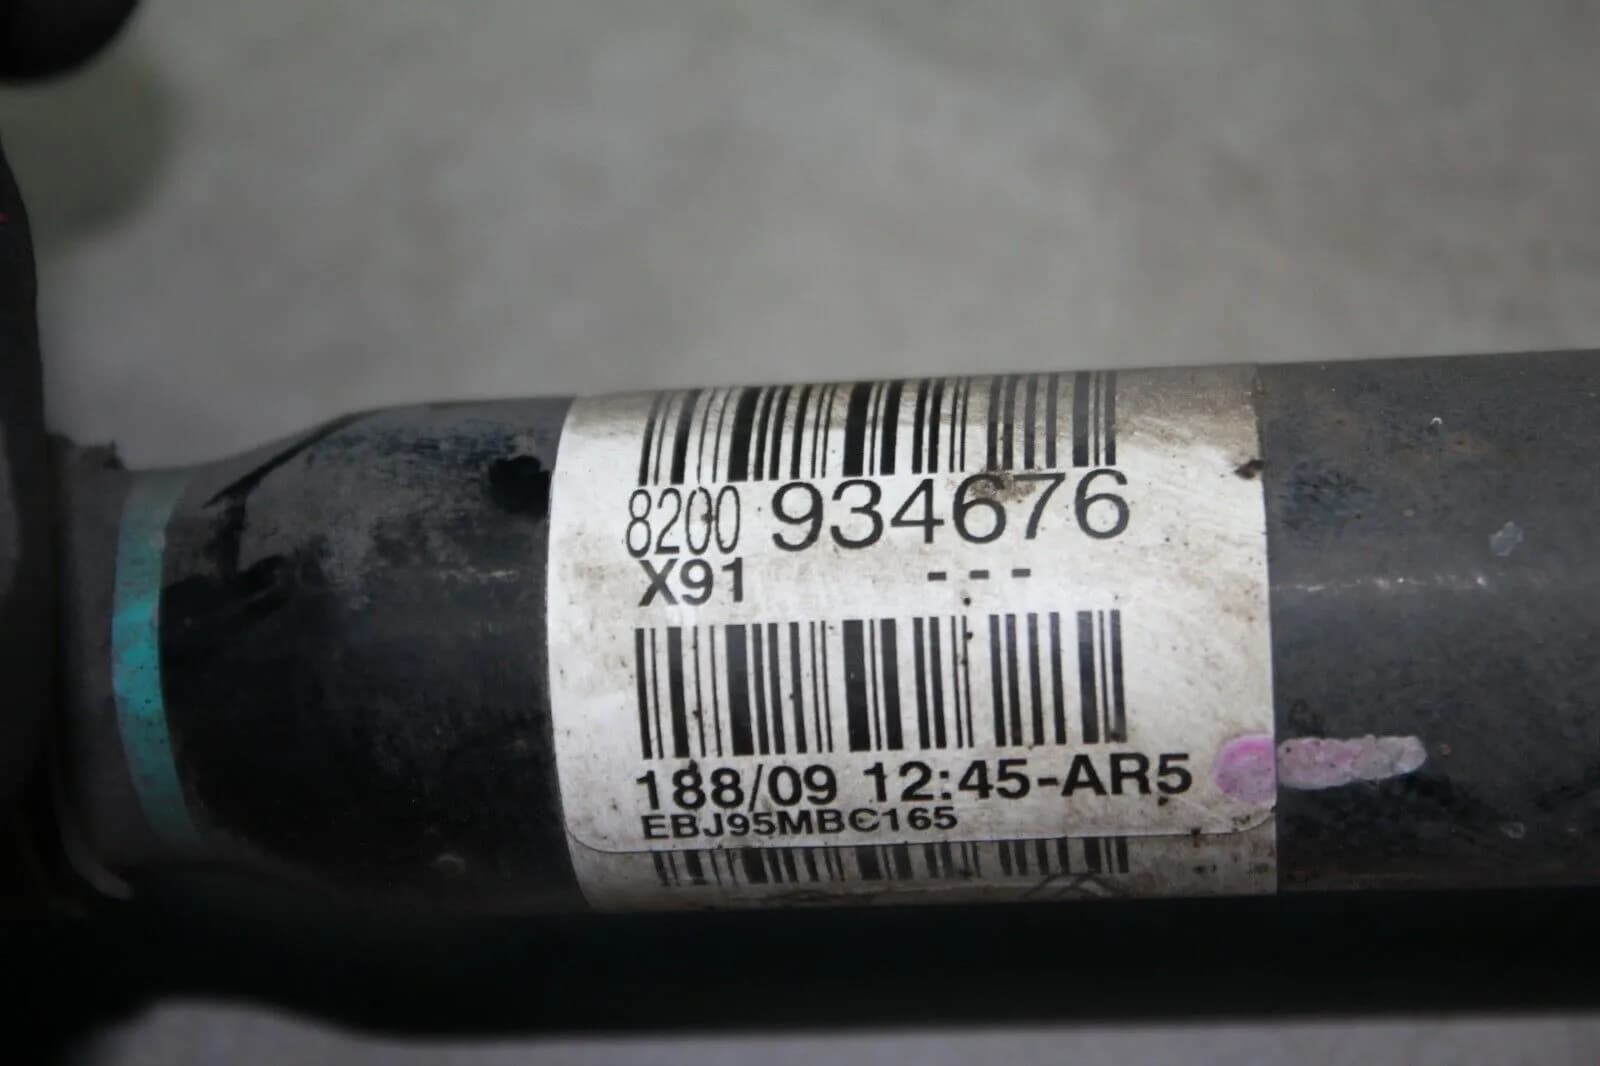 8200 934676
X91 ---
188/09 12:45-AR5
EBJ95MBC165